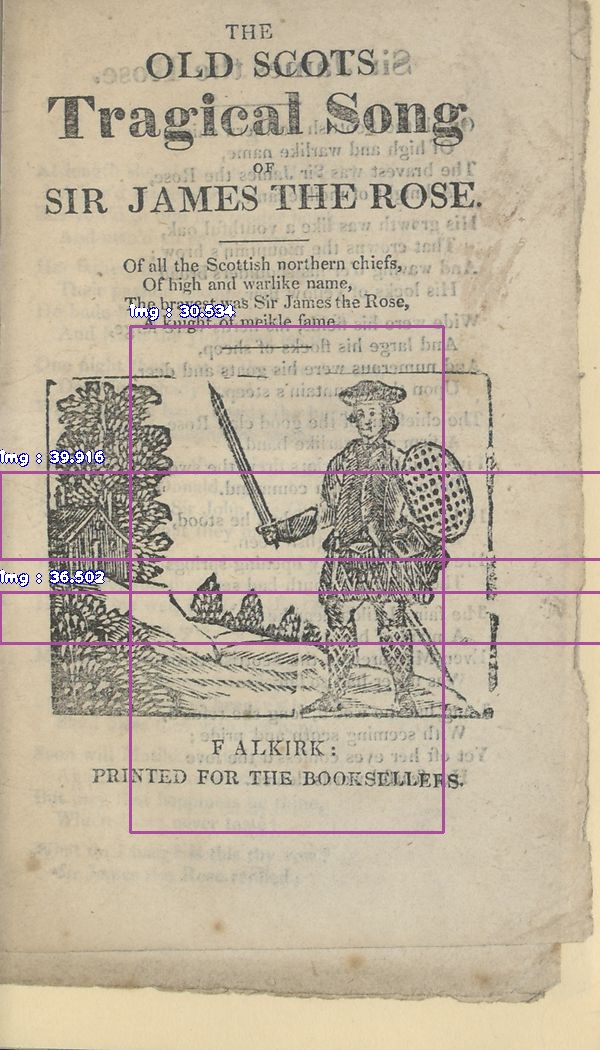 THE
OLD SCOTS
Tragical Song
OF
SIR JAMES THE ROSE.
Of all the Scottish northern chiefs,
Of high and warlike name,
The bravest was Sir James the Rose,
A knight of meikle fame.
img : 30.534
img : 39.916
img : 36.502
FALKIRK:
PRINTED FOR THE BOOKSELLERS.